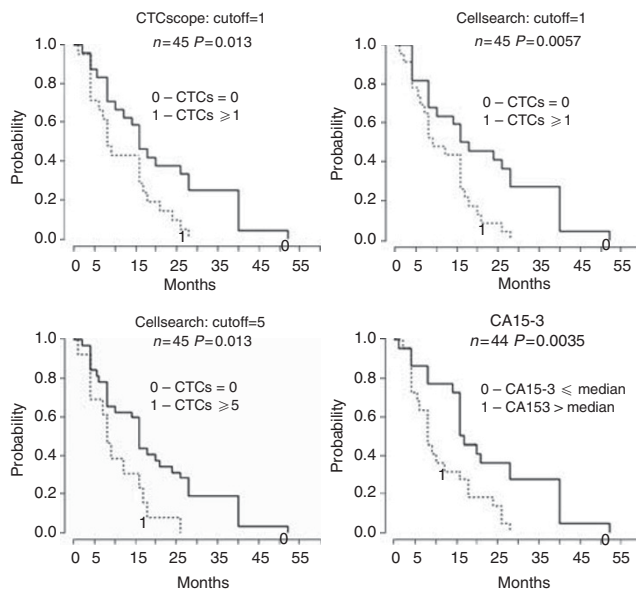 CTCscope: cutoff=1
n=45 P=0.013
0 – CTCs = 0
1 – CTCs ⩾1
Probability
1.0
0.8
0.6
0.4
0.2
0.0
1
0
0 5 15 25 35 45 55
Months
Cellsearch: cutoff=1
n=45 P=0.0057
0 – CTCs = 0
1 – CTCs ⩾1
Probability
1.0
0.8
0.6
0.4
0.2
0.0
1
0
0 5 15 25 35 45 55
Months
Cellsearch: cutoff=5
n=45 P=0.013
0 – CTCs = 0
1 – CTCs ⩾5
Probability
1.0
0.8
0.6
0.4
0.2
0.0
1
0
0 5 15 25 35 45 55
Months
CA15-3
n=44 P=0.0035
0 – CA15-3 ⩽ median
1 – CA153 > median
Probability
1.0
0.8
0.6
0.4
0.2
0.0
1
0
0 5 15 25 35 45 55
Months